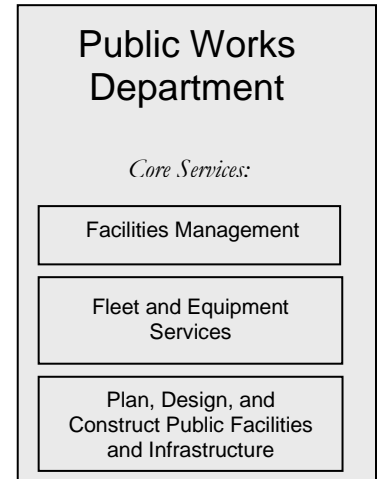 Public Works
Department
Core Services:
Facilities Management
Fleet and Equipment
Services
Plan, Design, and
Construct Public Facilities
and Infrastructure